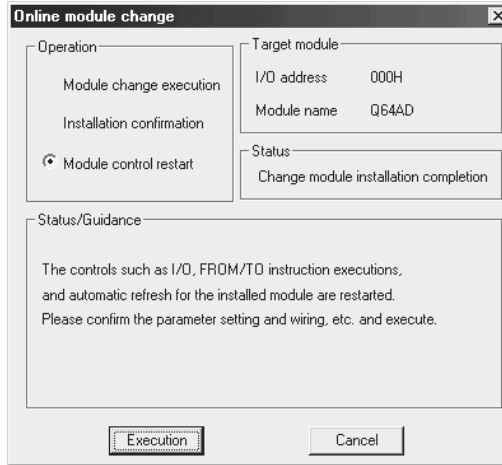 Online module change
Operation
Module change execution
Installation confirmation
Module control restart
Target module
I/O address 000H
Module name Q64AD
Status
Change module installation completion
Status/Guidance
The controls such as I/O, FROM/TO instruction executions,
and automatic refresh for the installed module are restarted.
Please confirm the parameter setting and wiring, etc. and execute.
Execution Cancel